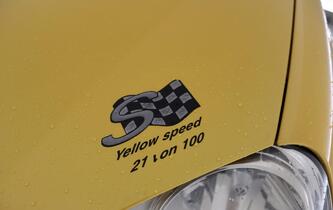 S
Yellow speed
21 von 100